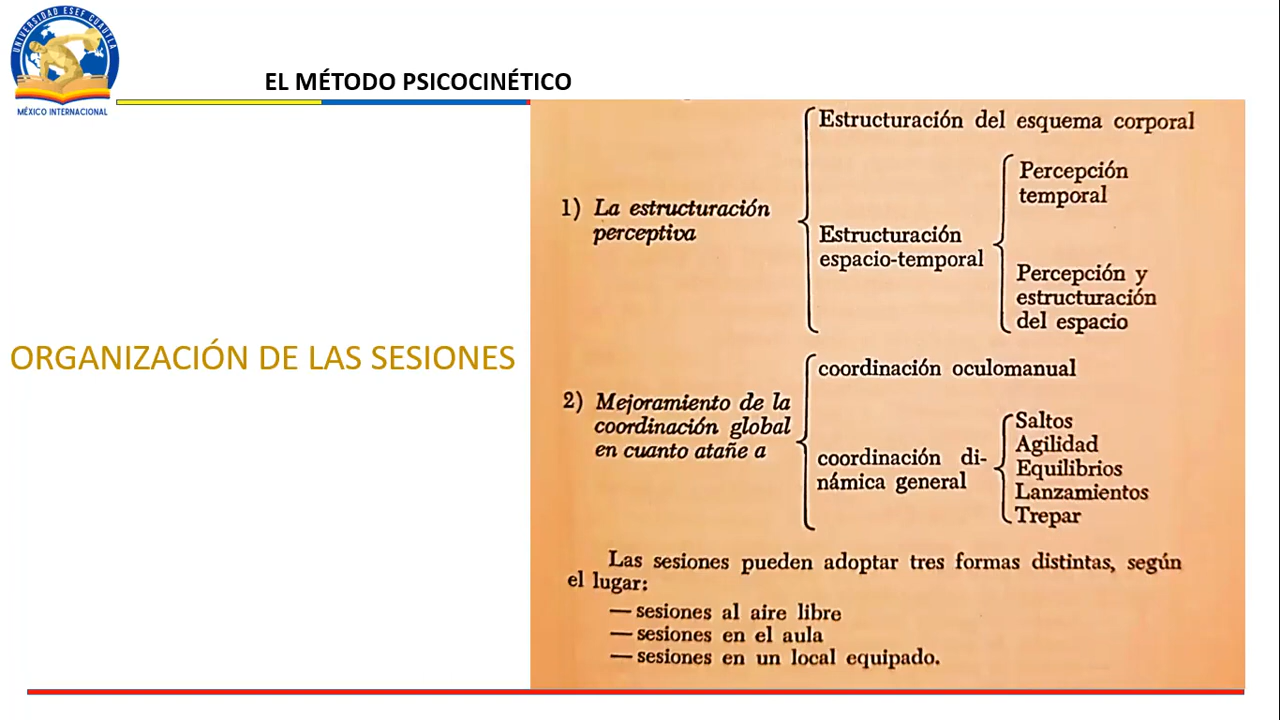 UNIVERSIDAD ESEF CUAUTLA
MÉXICO INTERNACIONAL
EL MÉTODO PSICOCINÉTICO
ORGANIZACIÓN DE LAS SESIONES
1) La estructuración
perceptiva
Estructuración del esquema corporal
Estructuración
espacio-temporal
Percepción
temporal
Percepción y
estructuración
del espacio
2) Mejoramiento de la
coordinación global
en cuanto atañe a
coordinación oculomanual
coordinación di-
námica general
Saltos
Agilidad
Equilibrios
Lanzamientos
Trepar
Las sesiones pueden adoptar tres formas distintas, según
el lugar:
— sesiones al aire libre
— sesiones en el aula
— sesiones en un local equipado.